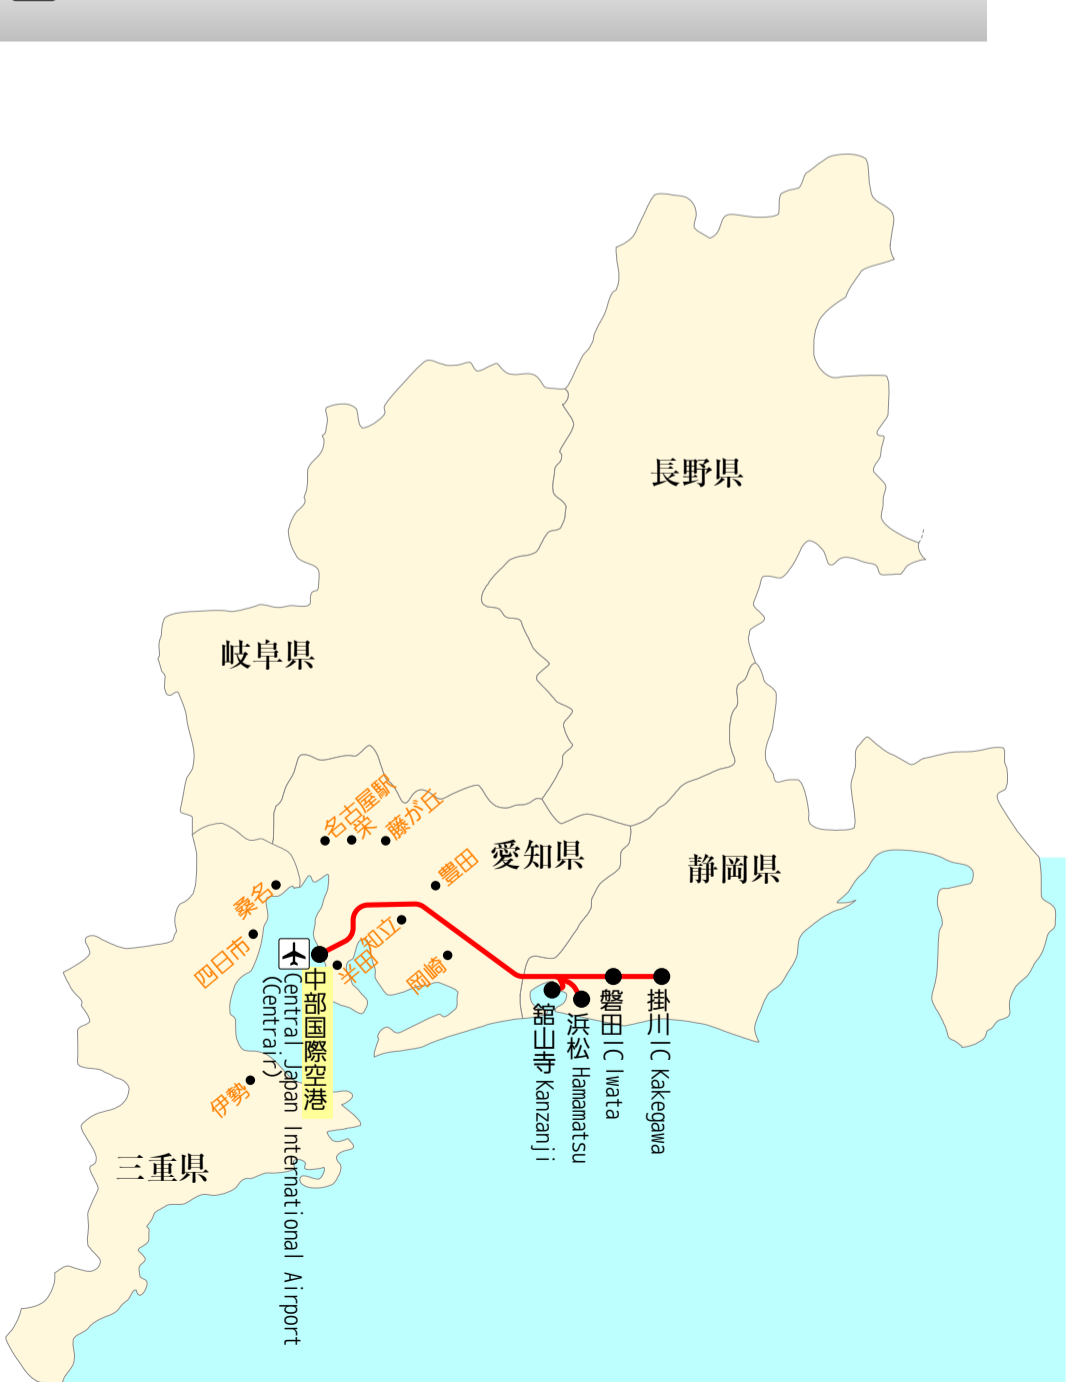 長野県
岐阜県
名古屋駅
栄
藤が丘
豊田
愛知県
静岡県
桑名
四日市
知立
半田
岡崎
中部国際空港
Central Japan International Airport
(Centrair)
舘山寺 Kanzanji
浜松 Hamamatsu
磐田IC Iwata
掛川IC Kakegawa
伊勢
三重県